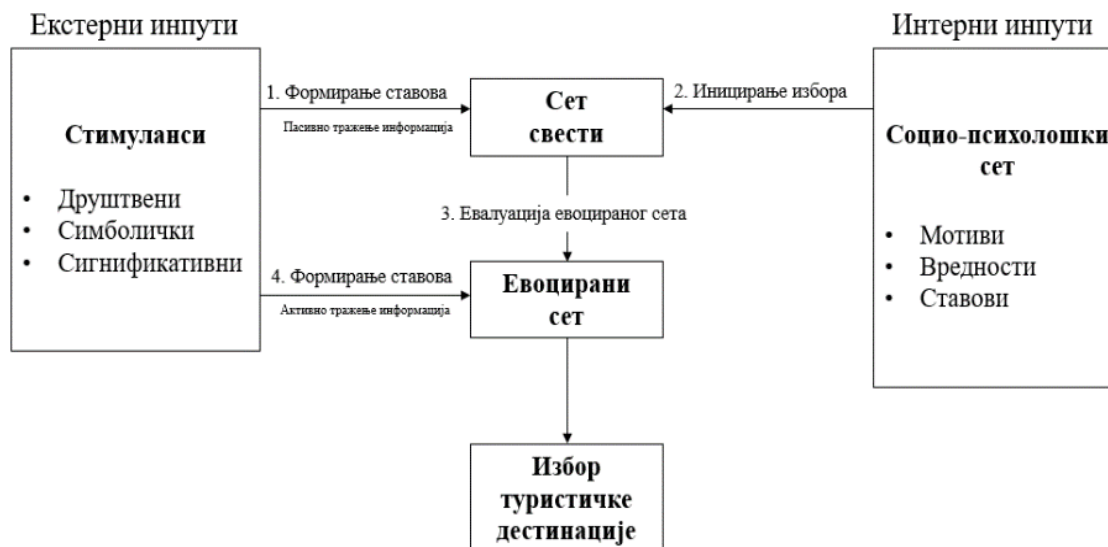 Екстерни инпути
Интерни инпути
Стимуланси
• Друштвени
• Симболички
• Сигнификативни
1. Формирање ставова
Пасивно тражење информација
Сет
свести
2. Иницирање избора
Социо-психолошки
сет
• Мотиви
• Вредности
• Ставови
3. Евалуација евоцираног сета
4. Формирање ставова
Активно тражење информација
Евоцирани
сет
Избор
туристичке
дестинације